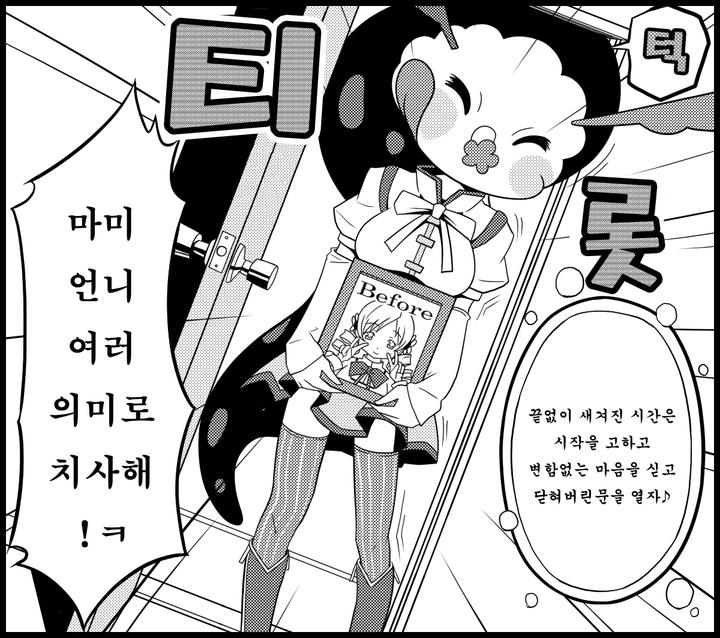 티
턱
롯
마미
언니
여러
의미로
치사해
!ㅋ
Before
끝없이 새겨진 시간은
시작을 고하고
변함없는 마음을 싣고
닫혀버린문을 열자♪